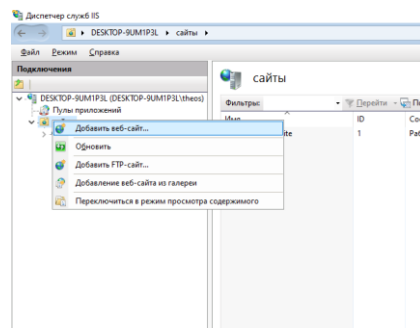 Диспетчер служб IIS
DESKTOP-9UM1P3L ▸ сайты ▸
Файл Режим Справка
Подключения
сайты
DESKTOP-9UM1P3L (DESKTOP-9UM1P3L\theos)
Пулы приложений
Фильтры: Перейти
Имя ID
Добавить веб-сайт...
ite 1
Обновить
Добавить FTP-сайт...
Добавление веб-сайта из галереи
Переключиться в режим просмотра содержимого